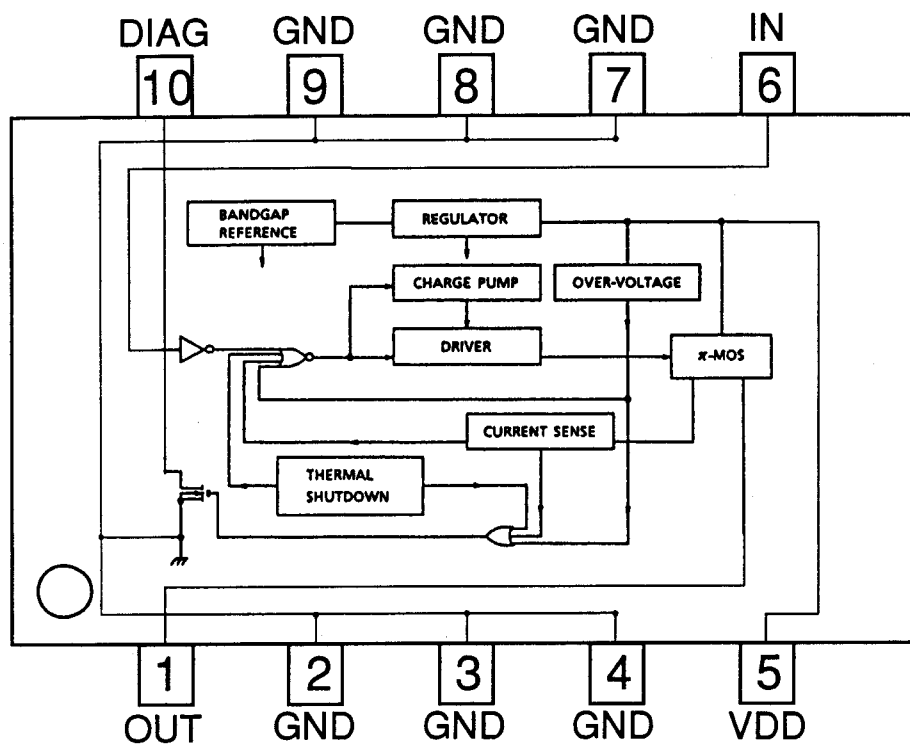 DIAG GND GND GND IN
10 9 8 7 6
BANDGAP
REFERENCE
REGULATOR
CHARGE PUMP
OVER-VOLTAGE
DRIVER
π-MOS
CURRENT SENSE
THERMAL
SHUTDOWN
1 2 3 4 5
OUT GND GND GND VDD